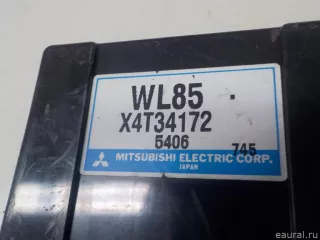 WL85
X4T34172
5406 745
MITSUBISHI ELECTRIC CORP.
JAPAN
© eaural.ru